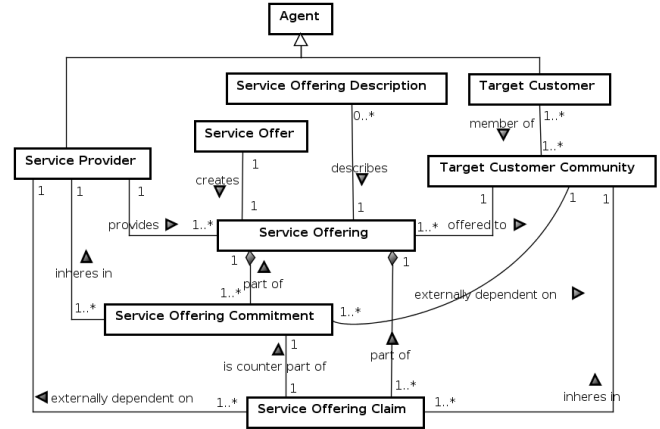 Agent
Service Offering Description
Target Customer
0..*
1..*
member of
Service Offer
1..*
Service Provider
1
describes
Target Customer Community
creates
1
1
1
1
1
1
1
1
provides
1..*
Service Offering
1..*
offered to
1
1
inheres in
part of
1..*
externally dependent on
1..*
Service Offering Commitment
1..*
1
part of
is counter part of
1
1..*
inheres in
externally dependent on
1..*
Service Offering Claim
1..*